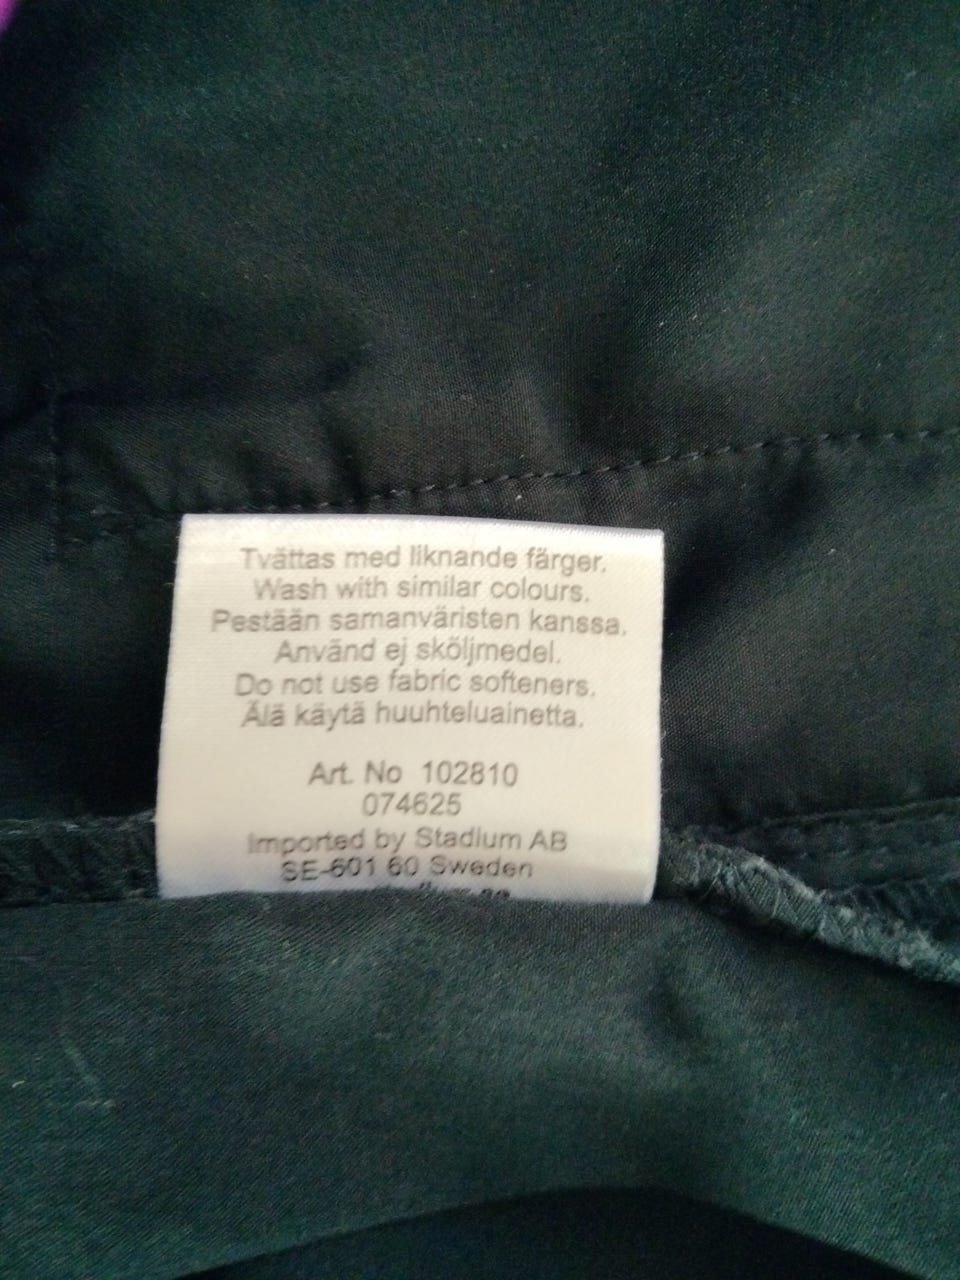 Tvättas med liknande färger.
Wash with similar colours.
Pestään samanväristen kanssa.
Använd ej sköljmedel.
Do not use fabric softeners.
Älä käytä huuhteluainetta.
Art. No 102810
074625
Imported by Stadium AB
SE-601 60 Sweden